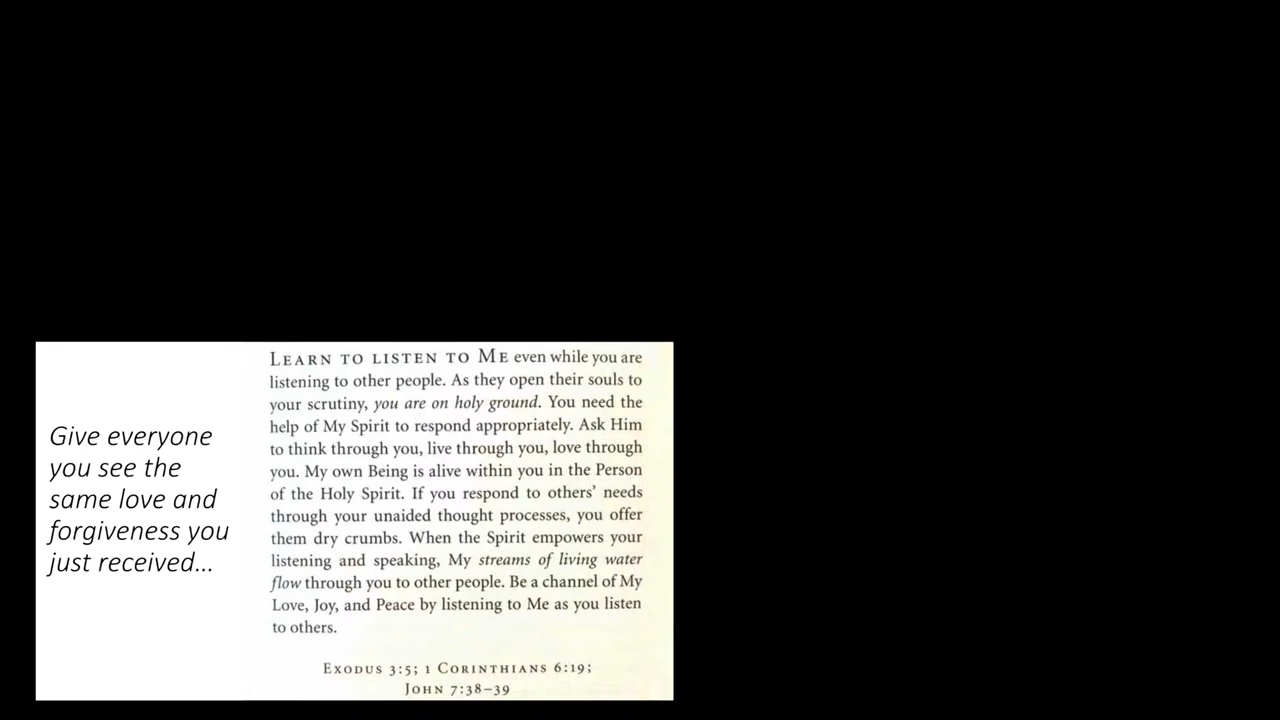 Give everyone
you see the
same love and
forgiveness you
just received...
LEARN TO LISTEN TO ME even while you are
listening to other people. As they open their souls to
your scrutiny, you are on holy ground. You need the
help of My Spirit to respond appropriately. Ask Him
to think through you, live through you, love through
you. My own Being is alive within you in the Person
of the Holy Spirit. If you respond to others' needs
through your unaided thought processes, you offer
them dry crumbs. When the Spirit empowers your
listening and speaking, My streams of living water
flow through you to other people. Be a channel of My
Love, Joy, and Peace by listening to Me as you listen
to others.
EXODUS 3:5; 1 CORINTHIANS 6:19;
JOHN 7:38–39